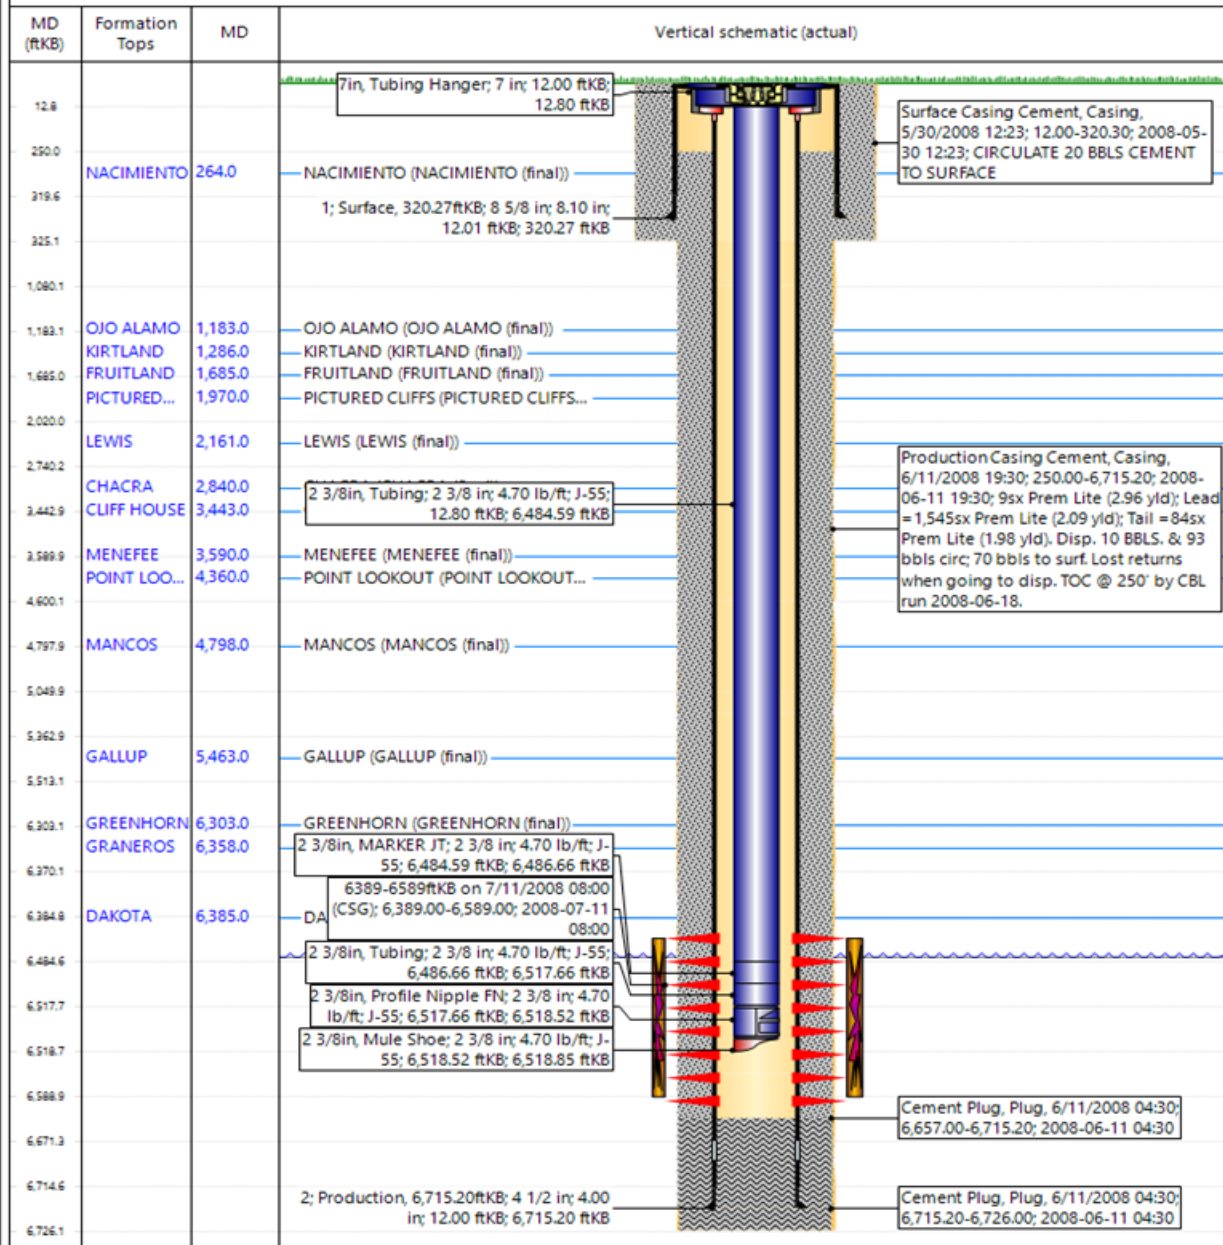 MD
(ftKB)
Formation
Tops
MD
Vertical schematic (actual)
7in, Tubing Hanger; 7 in; 12.00 ftKB;
12.80 ftKB
12.8
Surface Casing Cement, Casing,
5/30/2008 12:23; 12.00-320.30; 2008-05-
30 12:23; CIRCULATE 20 BBLS CEMENT
TO SURFACE
250.0
NACIMIENTO 264.0 NACIMIENTO (NACIMIENTO (final))
319.6
1; Surface, 320.27ftKB; 8 5/8 in; 8.10 in;
12.01 ftKB; 320.27 ftKB
325.1
1,080.1
1,183.1
OJO ALAMO 1,183.0 OJO ALAMO (OJO ALAMO (final))
KIRTLAND 1,286.0 KIRTLAND (KIRTLAND (final))
1,685.0
FRUITLAND 1,685.0 FRUITLAND (FRUITLAND (final))
PICTURED... 1,970.0 PICTURED CLIFFS (PICTURED CLIFFS...
2,020.0
LEWIS 2,161.0 LEWIS (LEWIS (final))
2,740.2
Production Casing Cement, Casing,
6/11/2008 19:30; 250.00-6,715.20; 2008-
06-11 19:30; 9sx Prem Lite (2.96 yld); Lead
=1,545sx Prem Lite (2.09 yld); Tail =84sx
Prem Lite (1.98 yld). Disp. 10 BBLS. & 93
bbls circ; 70 bbls to surf. Lost returns
when going to disp. TOC @ 250' by CBL
run 2008-06-18.
CHACRA 2,840.0
2 3/8in, Tubing; 2 3/8 in; 4.70 lb/ft; J-55;
12.80 ftKB; 6,484.59 ftKB
3,442.9
CLIFF HOUSE 3,443.0
3,589.9
MENEFEE 3,590.0 MENEFEE (MENEFEE (final))
POINT LOO... 4,360.0 POINT LOOKOUT (POINT LOOKOUT...
4,600.1
4,797.9
MANCOS 4,798.0 MANCOS (MANCOS (final))
5,049.9
5,362.9
GALLUP 5,463.0 GALLUP (GALLUP (final))
5,513.1
6,303.1
GREENHORN 6,303.0 GREENHORN (GREENHORN (final))
GRANEROS 6,358.0
2 3/8in, MARKER JT; 2 3/8 in; 4.70 lb/ft; J-
55; 6,484.59 ftKB; 6,486.66 ftKB
6,370.1
6389-6589ftKB on 7/11/2008 08:00
(CSG); 6,389.00-6,589.00; 2008-07-11
08:00
6,384.8
DAKOTA 6,385.0 DA
2 3/8in, Tubing; 2 3/8 in; 4.70 lb/ft; J-55;
6,486.66 ftKB; 6,517.66 ftKB
6,484.6
2 3/8in, Profile Nipple FN; 2 3/8 in; 4.70
lb/ft; J-55; 6,517.66 ftKB; 6,518.52 ftKB
6,517.7
2 3/8in, Mule Shoe; 2 3/8 in; 4.70 lb/ft; J-
55; 6,518.52 ftKB; 6,518.85 ftKB
6,518.7
6,588.9
Cement Plug, Plug, 6/11/2008 04:30;
6,657.00-6,715.20; 2008-06-11 04:30
6,671.3
6,714.6
2; Production, 6,715.20ftKB; 4 1/2 in; 4.00
in; 12.00 ftKB; 6,715.20 ftKB
Cement Plug, Plug, 6/11/2008 04:30;
6,715.20-6,726.00; 2008-06-11 04:30
6,726.1